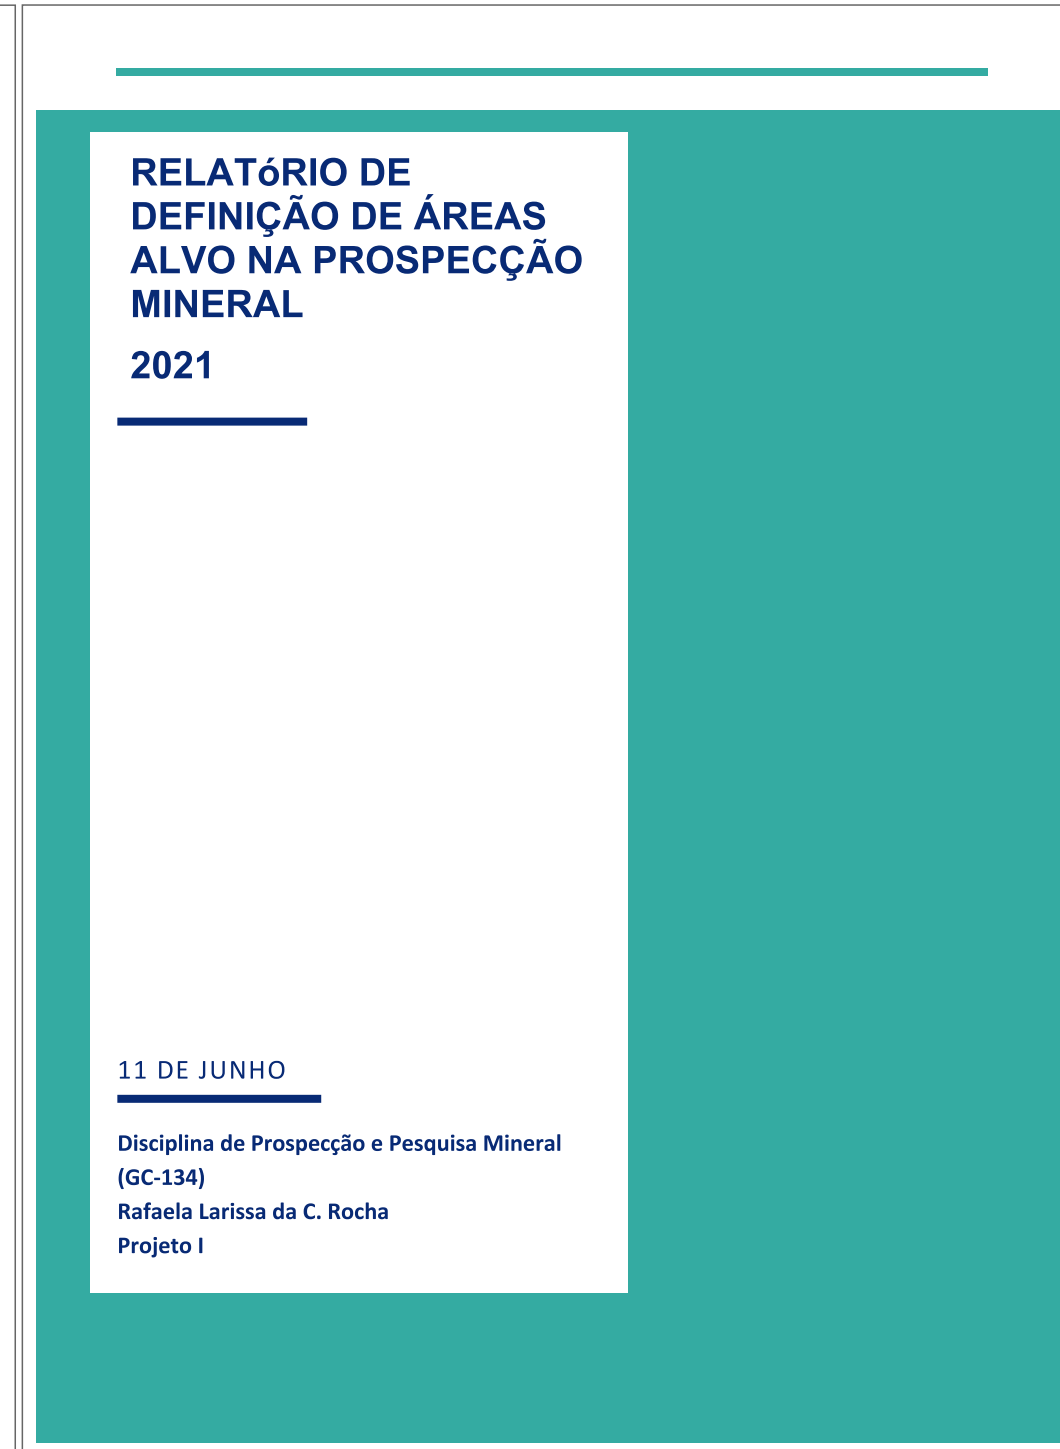 RELATóRIO DE
DEFINIÇÃO DE ÁREAS
ALVO NA PROSPECÇÃO
MINERAL
2021
11 DE JUNHO
Disciplina de Prospecção e Pesquisa Mineral
(GC-134)
Rafaela Larissa da C. Rocha
Projeto I